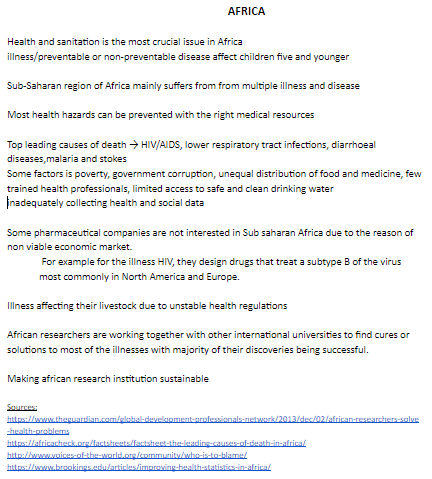 AFRICA
Health and sanitation is the most crucial issue in Africa
illness/preventable or non-preventable disease affect children five and younger
Sub-Saharan region of Africa mainly suffers from from multiple illness and disease
Most health hazards can be prevented with the right medical resources
Top leading causes of death → HIV/AIDS, lower respiratory tract infections, diarrhoeal
diseases,malaria and stokes
Some factors is poverty, government corruption, unequal distribution of food and medicine, few
trained health professionals, limited access to safe and clean drinking water
inadequately collecting health and social data
Some pharmaceutical companies are not interested in Sub saharan Africa due to the reason of
non viable economic market.
For example for the illness HIV, they design drugs that treat a subtype B of the virus
most commonly in North America and Europe.
Illness affecting their livestock due to unstable health regulations
African researchers are working together with other international universities to find cures or
solutions to most of the illnesses with majority of their discoveries being successful.
Making african research institution sustainable
Sources:
https://www.theguardian.com/global-development-professionals-network/2013/dec/02/african-researchers-solve
-health-problems
https://africacheck.org/factsheets/factsheet-the-leading-causes-of-death-in-africa/
http://www.voices-of-the-world.org/community/who-is-to-blame/
https://www.brookings.edu/articles/improving-health-statistics-in-africa/